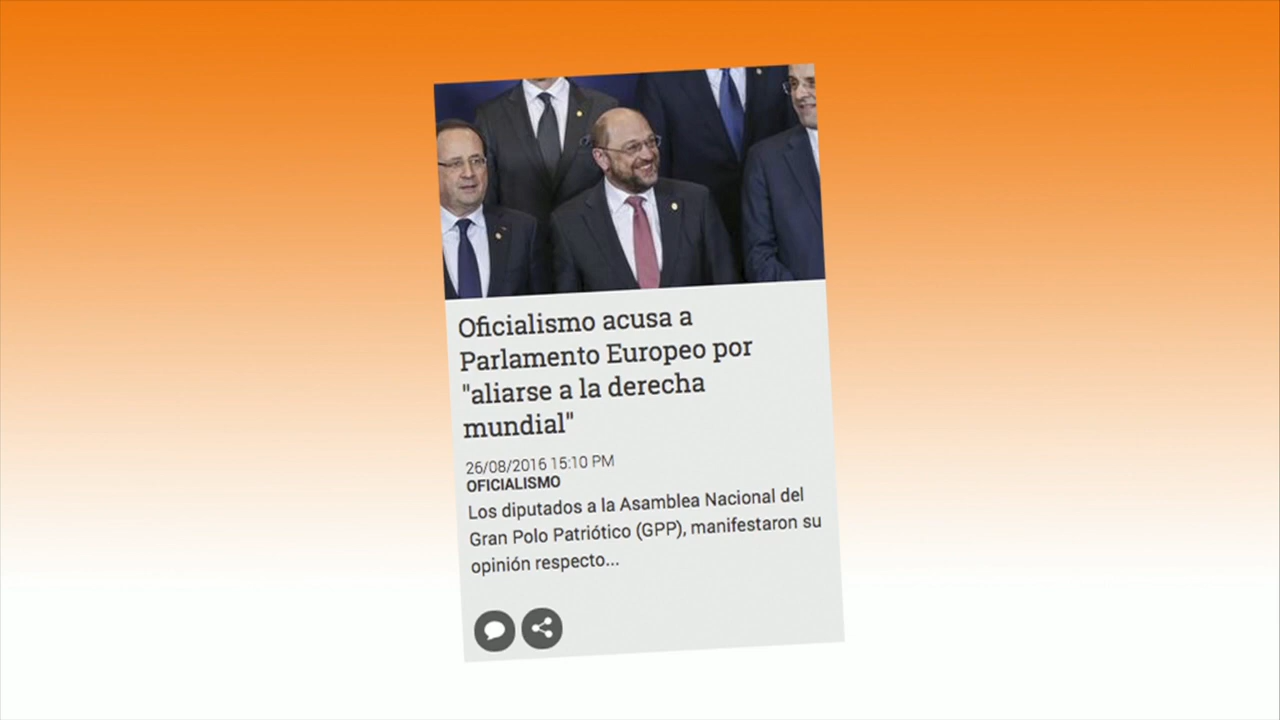 Oficialismo acusa a
Parlamento Europeo por
"aliarse a la derecha
mundial"
26/08/2016 15:10 PM
OFICIALISMO
Los diputados a la Asamblea Nacional del
Gran Polo Patriótico (GPP), manifestaron su
opinión respecto...